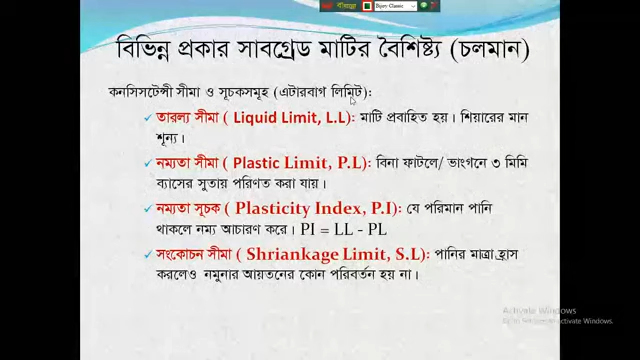 Bijoy Classic
বিভিন্ন প্রকার সাবগ্রেড মাটির বৈশিষ্ট্য (চলমান)
কনসিসটেন্সী সীমা ও সূচকসমূহ (এটারবাগ লিমিট):
✓ তারল্য সীমা ( Liquid Limit, L.L): মাটি প্রবাহিত হয়। শিয়ারের মান
শূন্য।
✓ নম্যতা সীমা ( Plastic Limit, P.L): বিনা ফাটলে/ ভাংগনে ৩ মিমি
ব্যাসের সুতায় পরিণত করা যায়।
✓ নম্যতা সূচক ( Plasticity Index, P.I): যে পরিমান পানি
থাকলে নম্য আচারণ করে। PI = LL - PL
✓ সংকোচন সীমা ( Shriankage Limit, S.L): পানির মাত্রা হ্রাস
করলেও নমুনার আয়তনের কোন পরিবর্তন হয় না।
Activate Windows